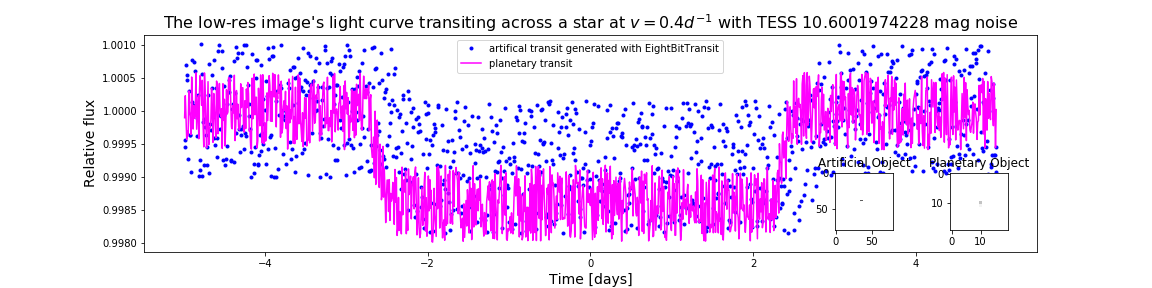 The low-res image's light curve transiting across a star at v = 0.4d⁻¹ with TESS 10.6001974228 mag noise
artifical transit generated with EightBitTransit
planetary transit
Relative flux
1.0010
1.0005
1.0000
0.9995
0.9990
0.9985
0.9980
Artificial Object
Planetary Object
0
50
0 50
0
10
0 10
−4 −2 0 2 4
Time [days]